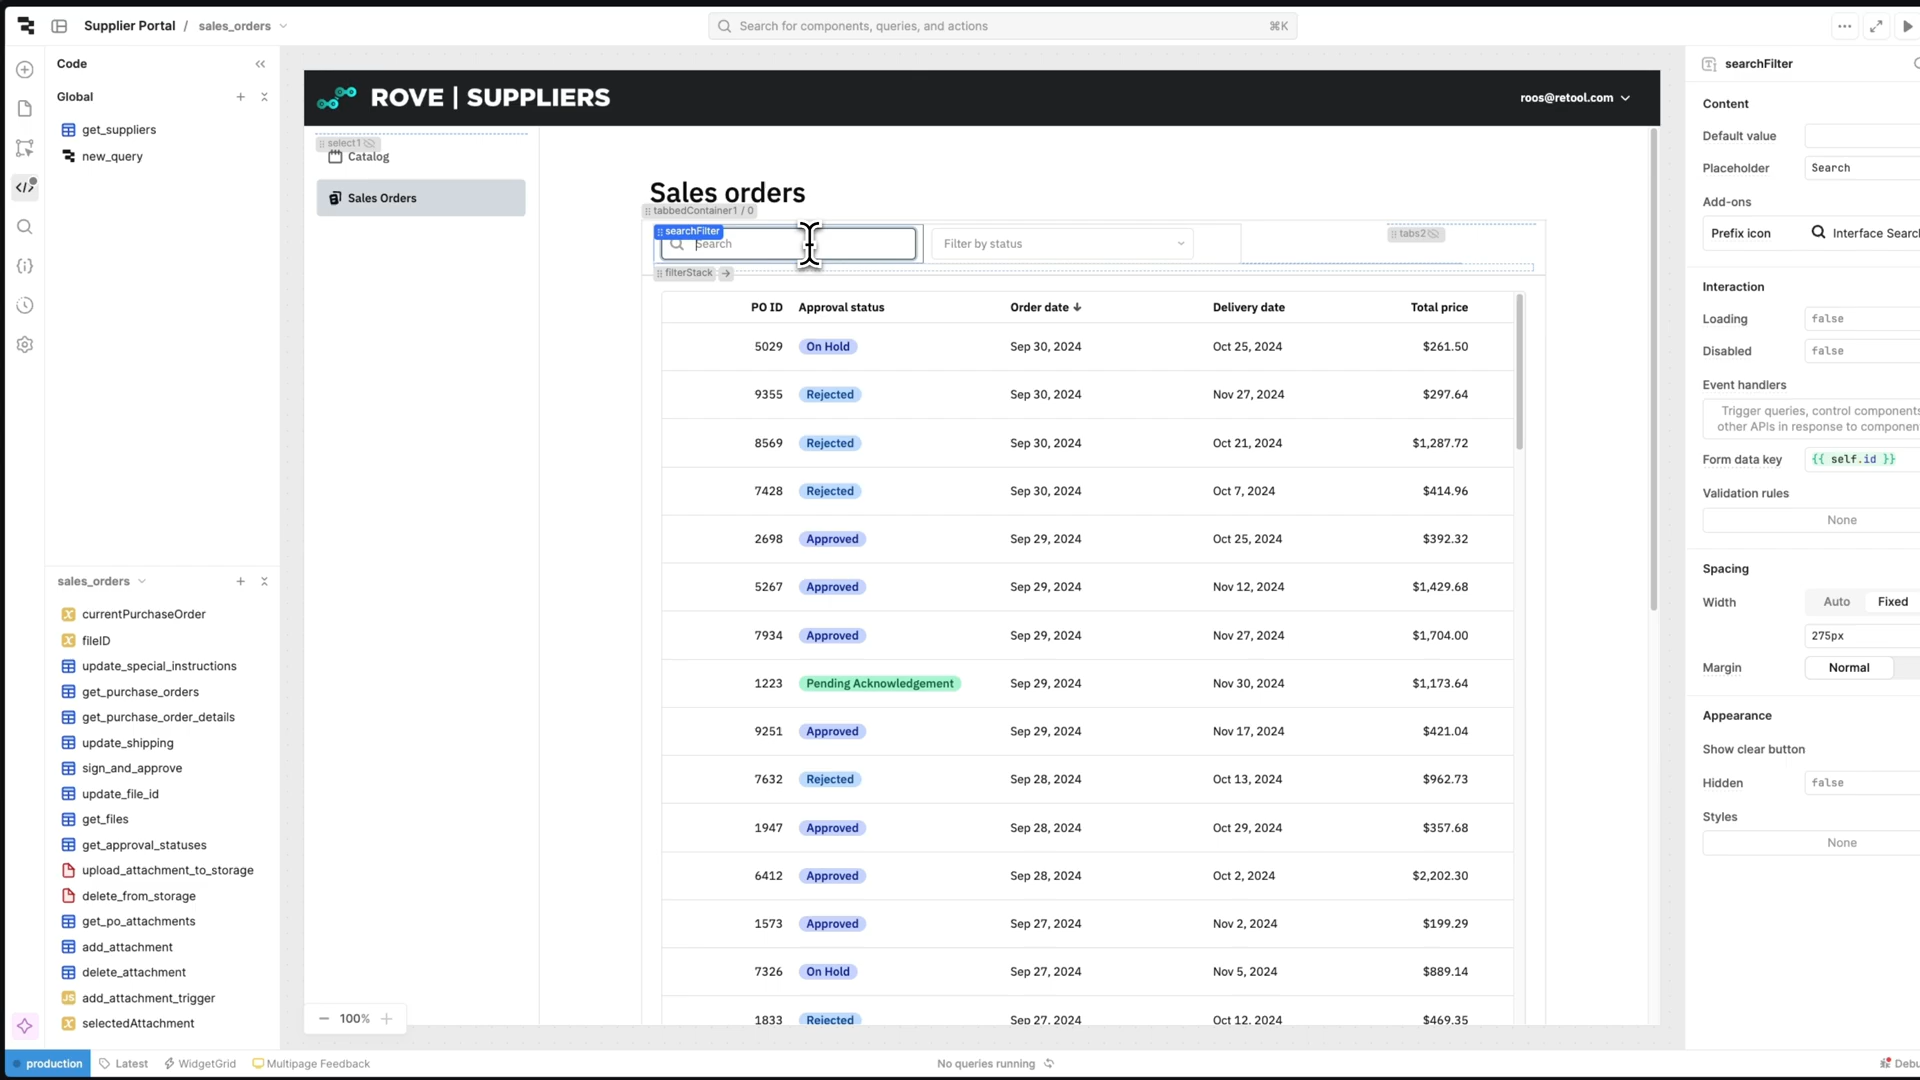 Supplier Portal / sales_orders
Search for components, queries, and actions ⌘K
Code
Global
get_suppliers
new_query
sales_orders
currentPurchaseOrder
fileID
update_special_instructions
get_purchase_orders
get_purchase_order_details
update_shipping
sign_and_approve
update_file_id
get_files
get_approval_statuses
upload_attachment_to_storage
delete_from_storage
get_po_attachments
add_attachment
delete_attachment
add_attachment_trigger
selectedAttachment
ROVE | SUPPLIERS
roos@retool.com
select1
Catalog
Sales Orders
Sales orders
tabbedContainer1 / 0
searchFilter
Search
Filter by status
tabs2
filterStack
PO ID Approval status Order date Delivery date Total price
5029 On Hold Sep 30, 2024 Oct 25, 2024 $261.50
9355 Rejected Sep 30, 2024 Nov 27, 2024 $297.64
8569 Rejected Sep 30, 2024 Oct 21, 2024 $1,287.72
7428 Rejected Sep 30, 2024 Oct 7, 2024 $414.96
2698 Approved Sep 29, 2024 Oct 25, 2024 $392.32
5267 Approved Sep 29, 2024 Nov 12, 2024 $1,429.68
7934 Approved Sep 29, 2024 Nov 27, 2024 $1,704.00
1223 Pending Acknowledgement Sep 29, 2024 Nov 30, 2024 $1,173.64
9251 Approved Sep 29, 2024 Nov 17, 2024 $421.04
7632 Rejected Sep 28, 2024 Oct 13, 2024 $962.73
1947 Approved Sep 28, 2024 Oct 29, 2024 $357.68
6412 Approved Sep 28, 2024 Oct 2, 2024 $2,202.30
1573 Approved Sep 27, 2024 Nov 2, 2024 $199.29
7326 On Hold Sep 27, 2024 Nov 5, 2024 $889.14
1833 Rejected Sep 27, 2024 Oct 12, 2024 $469.35
100%
searchFilter
Content
Default value
Placeholder Search
Add-ons
Prefix icon Interface Searc
Interaction
Loading false
Disabled false
Event handlers
Trigger queries, control components
other APIs in response to componen
Form data key {{ self.id }}
Validation rules
None
Spacing
Width Auto Fixed
275px
Margin Normal
Appearance
Show clear button
Hidden false
Styles
None
production Latest WidgetGrid Multipage Feedback
No queries running
Debu